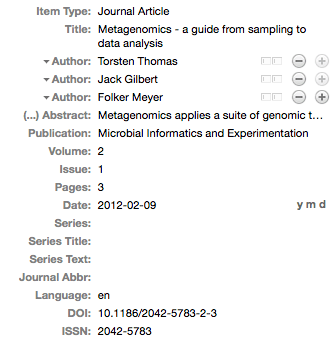 Item Type: Journal Article
Title: Metagenomics - a guide from sampling to
data analysis
Author: Torsten Thomas
Author: Jack Gilbert
Author: Folker Meyer
(...) Abstract: Metagenomics applies a suite of genomic t…
Publication: Microbial Informatics and Experimentation
Volume: 2
Issue: 1
Pages: 3
Date: 2012-02-09 y m d
Series:
Series Title:
Series Text:
Journal Abbr:
Language: en
DOI: 10.1186/2042-5783-2-3
ISSN: 2042-5783